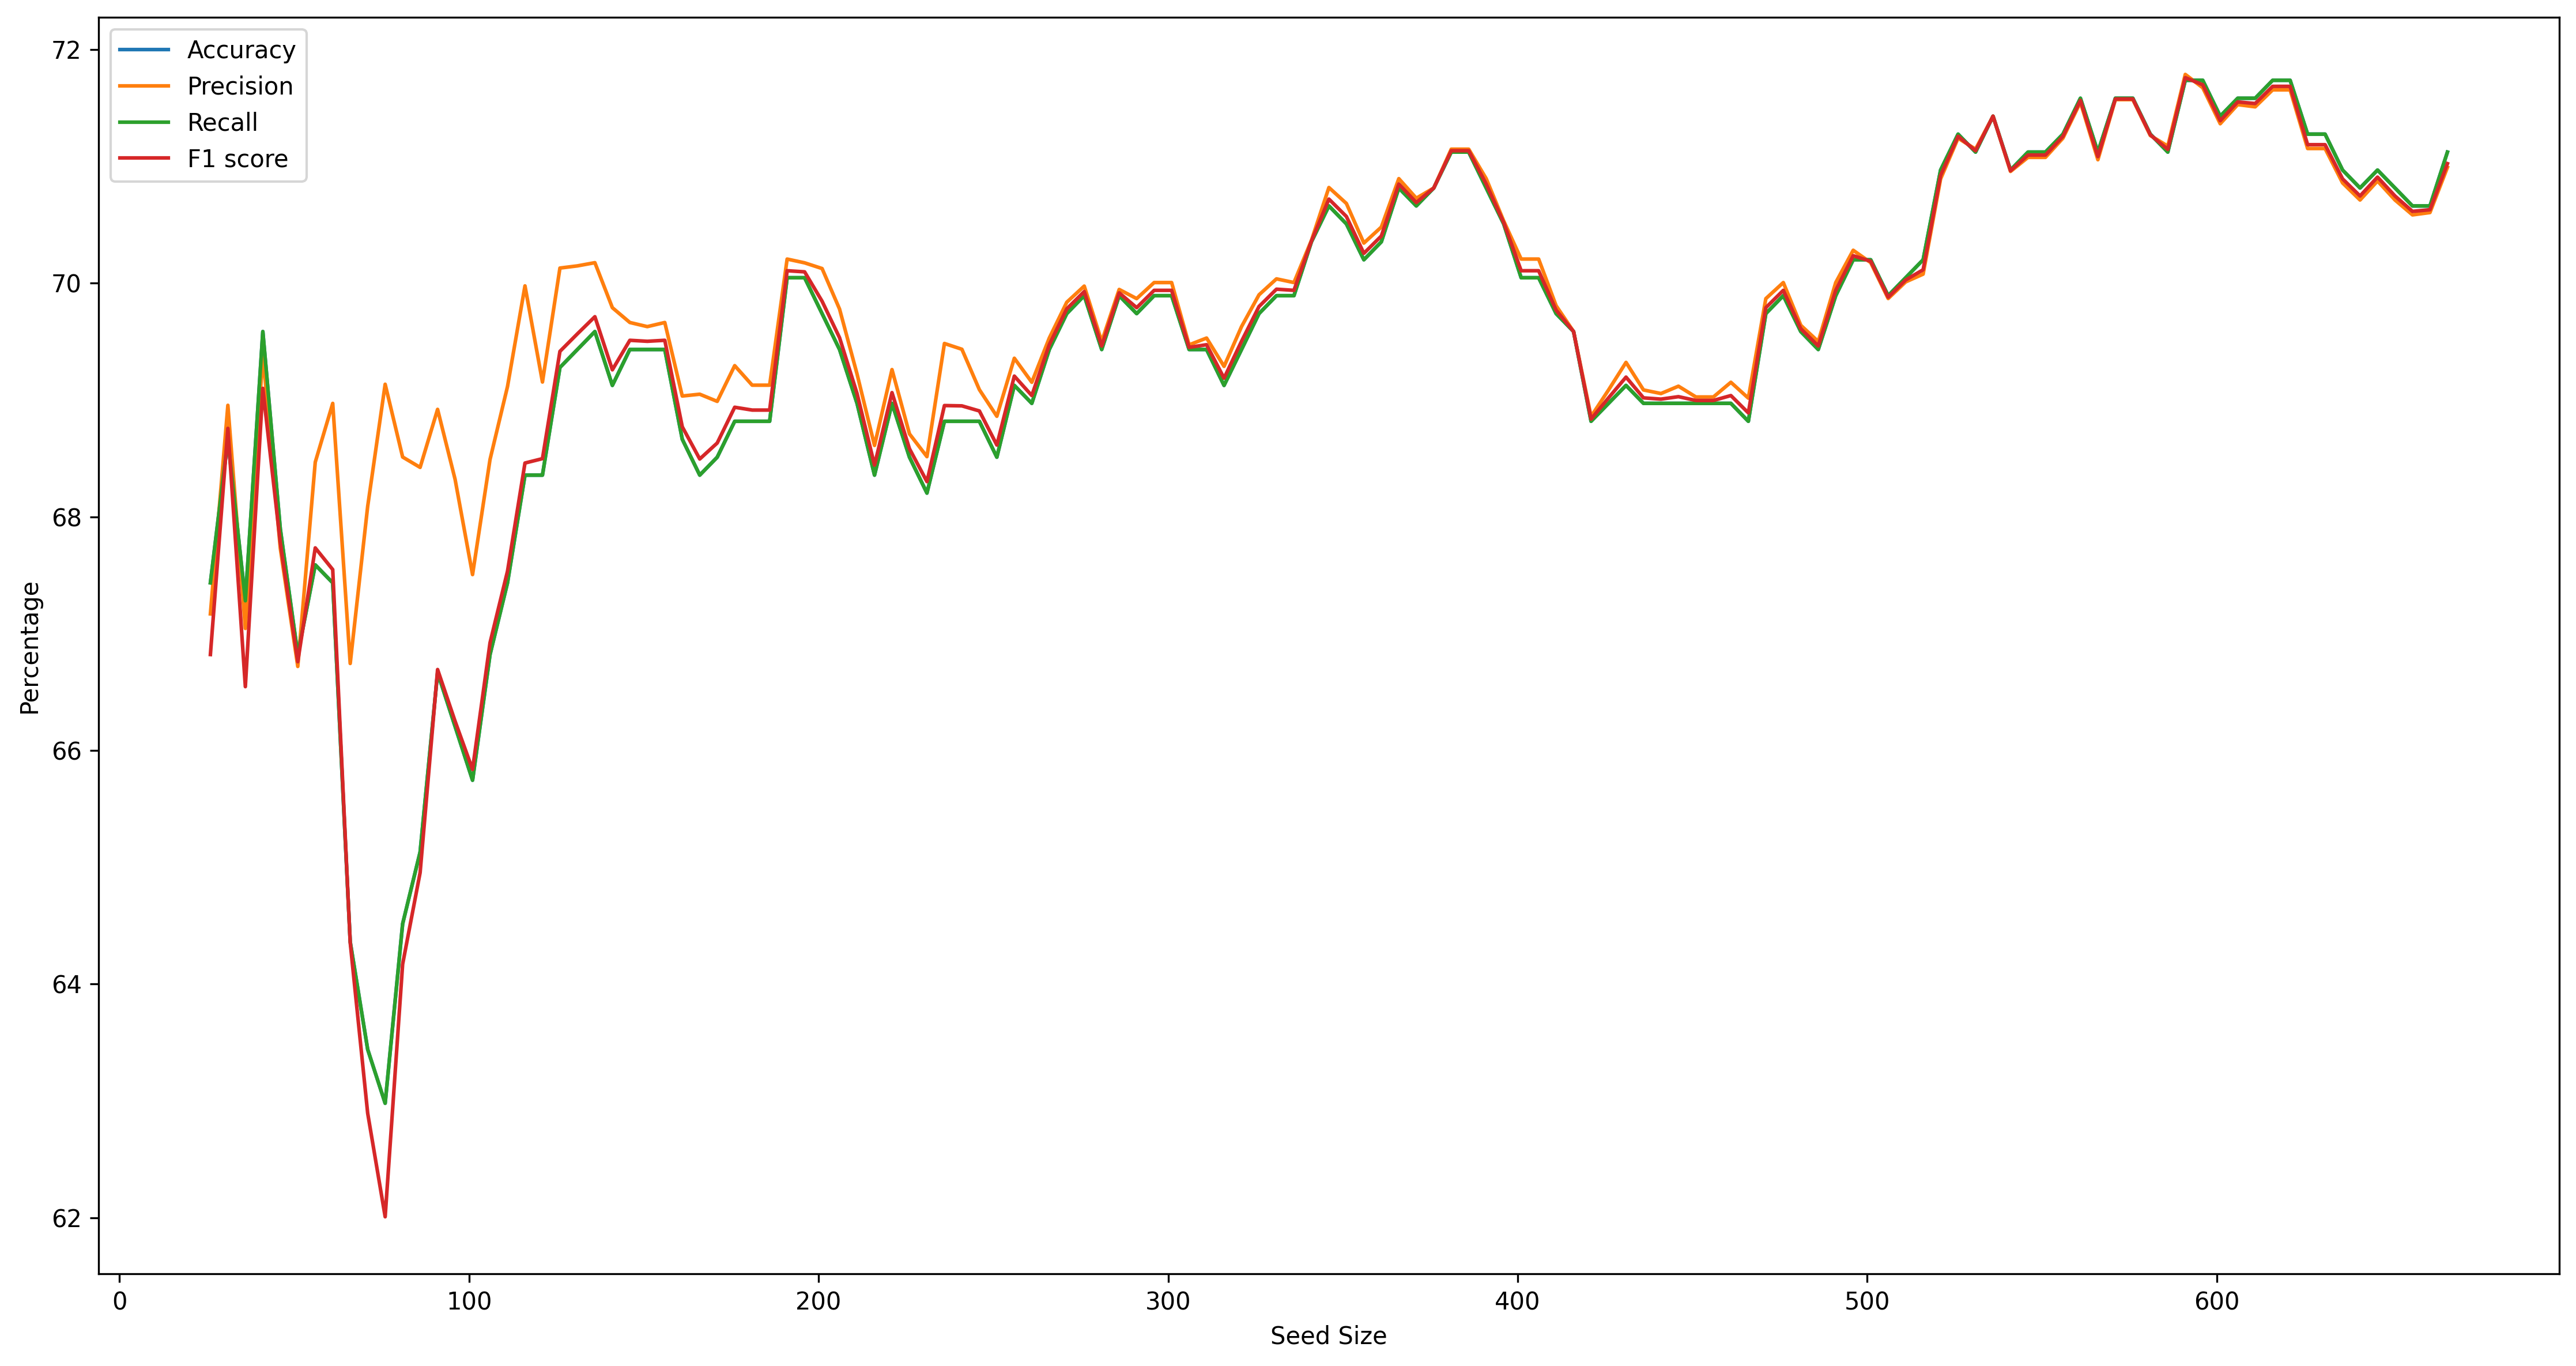 Accuracy
Precision
Recall
F1 score
72
70
68
66
64
62
Percentage
0 100 200 300 400 500 600
Seed Size